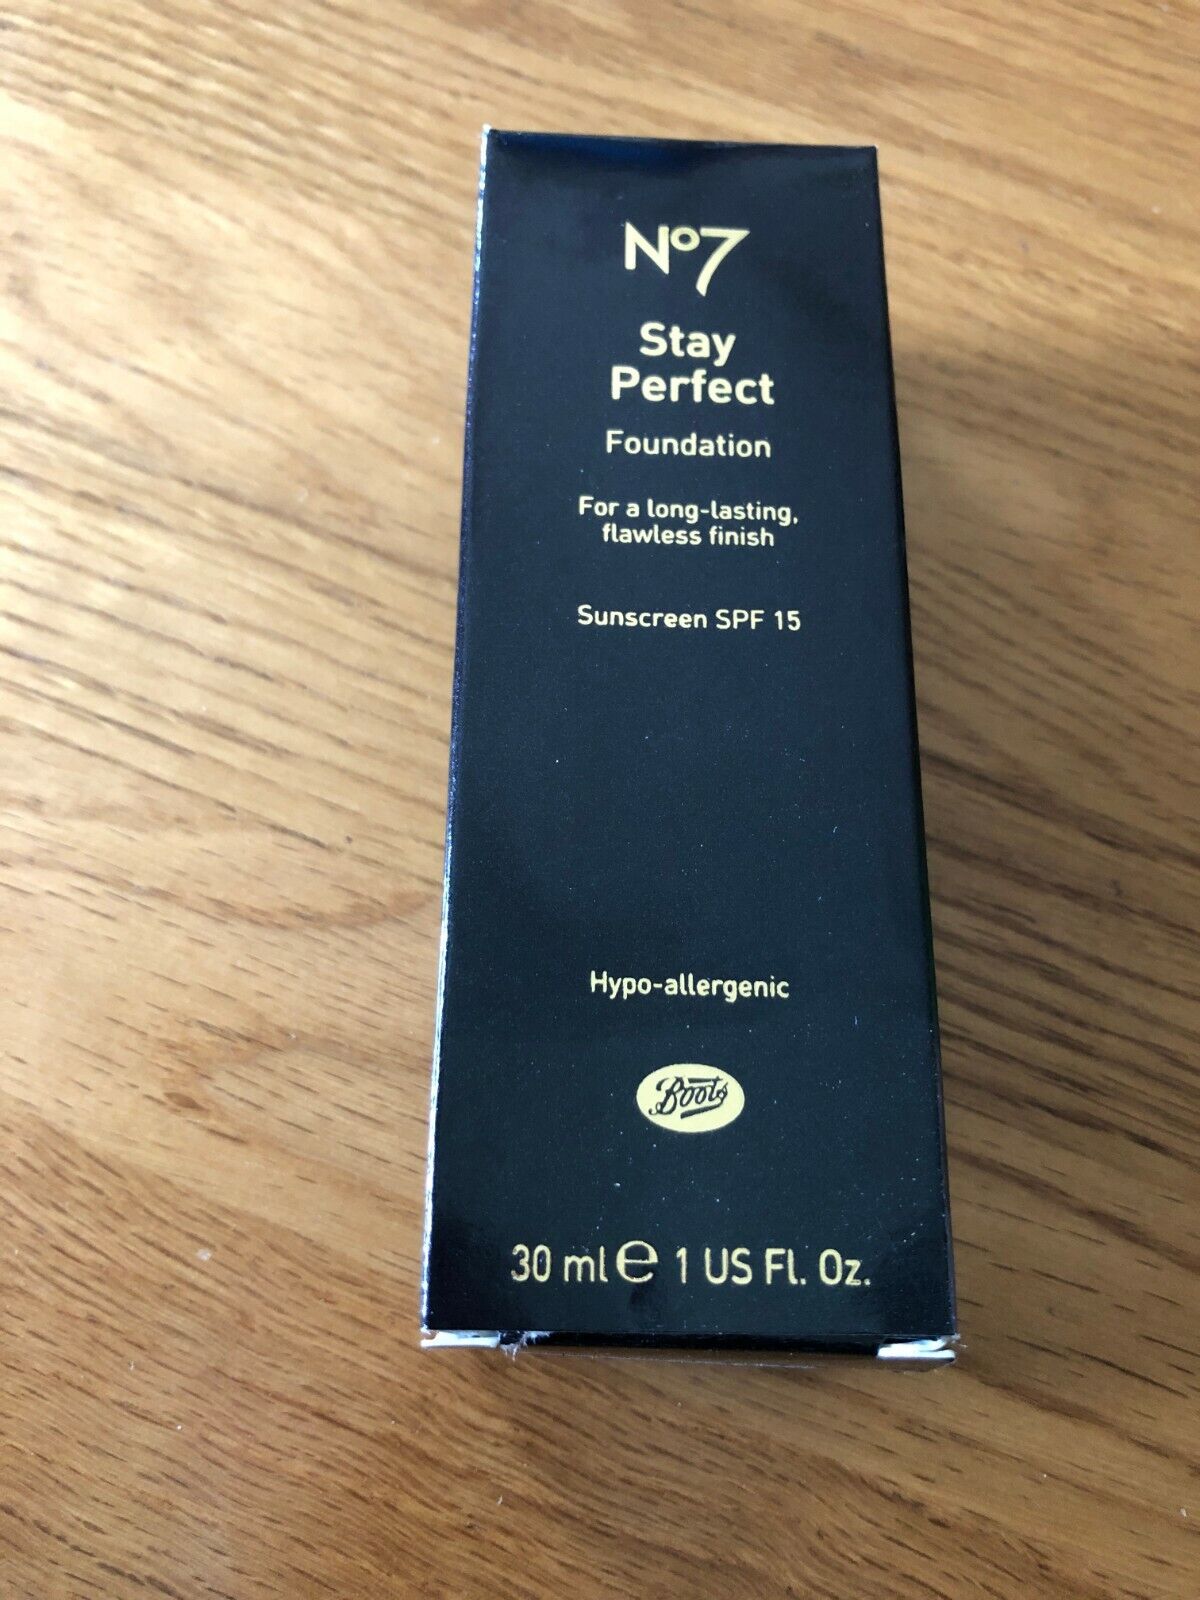 Nº7
Stay
Perfect
Foundation
For a long-lasting,
flawless finish
Sunscreen SPF 15
Hypo-allergenic
Boots
30 ml ℮ 1 US Fl. Oz.